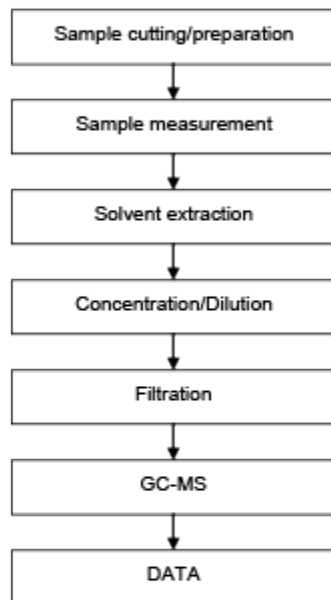 Sample cutting/preparation
Sample measurement
Solvent extraction
Concentration/Dilution
Filtration
GC-MS
DATA